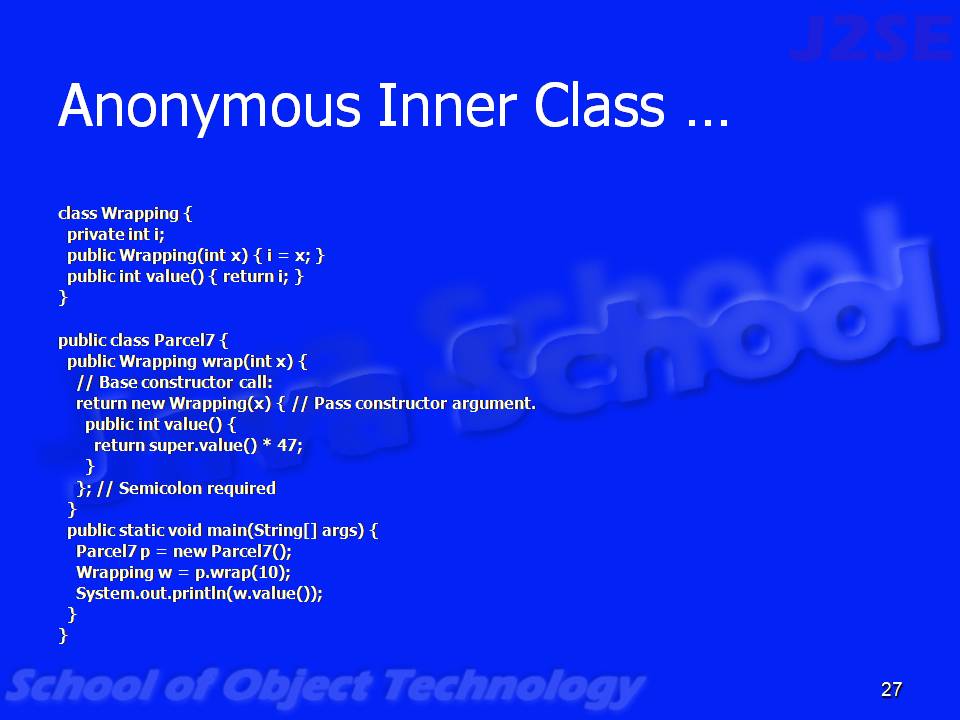 J2SE
Anonymous Inner Class ...
class Wrapping {
  private int i;
  public Wrapping(int x) { i = x; }
  public int value() { return i; }
}
public class Parcel7 {
  public Wrapping wrap(int x) {
    // Base constructor call:
    return new Wrapping(x) { // Pass constructor argument.
      public int value() {
        return super.value() * 47;
      }
    }; // Semicolon required
  }
  public static void main(String[] args) {
    Parcel7 p = new Parcel7();
    Wrapping w = p.wrap(10);
    System.out.println(w.value());
  }
}
Java School
School of Object Technology
27